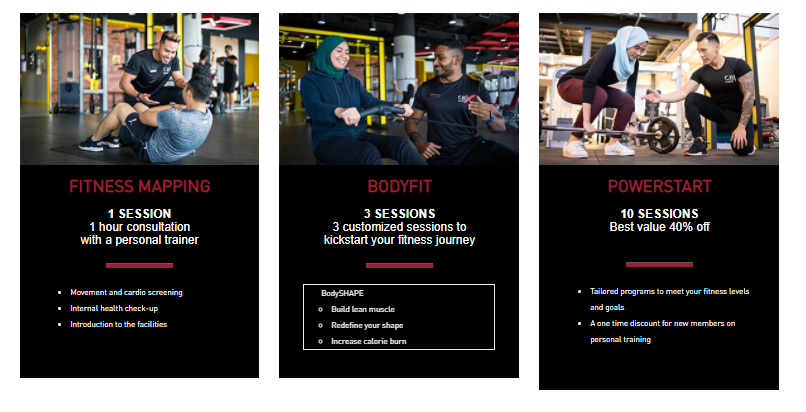 FITNESS MAPPING
1 SESSION
1 hour consultation
with a personal trainer
Movement and cardio screening
Internal health check-up
Introduction to the facilities
BODYFIT
3 SESSIONS
3 customized sessions to
kickstart your fitness journey
BodySHAPE
Build lean muscle
Redefine your shape
Increase calorie burn
POWERSTART
10 SESSIONS
Best value 40% off
Tailored programs to meet your fitness levels
and goals
A one time discount for new members on
personal training